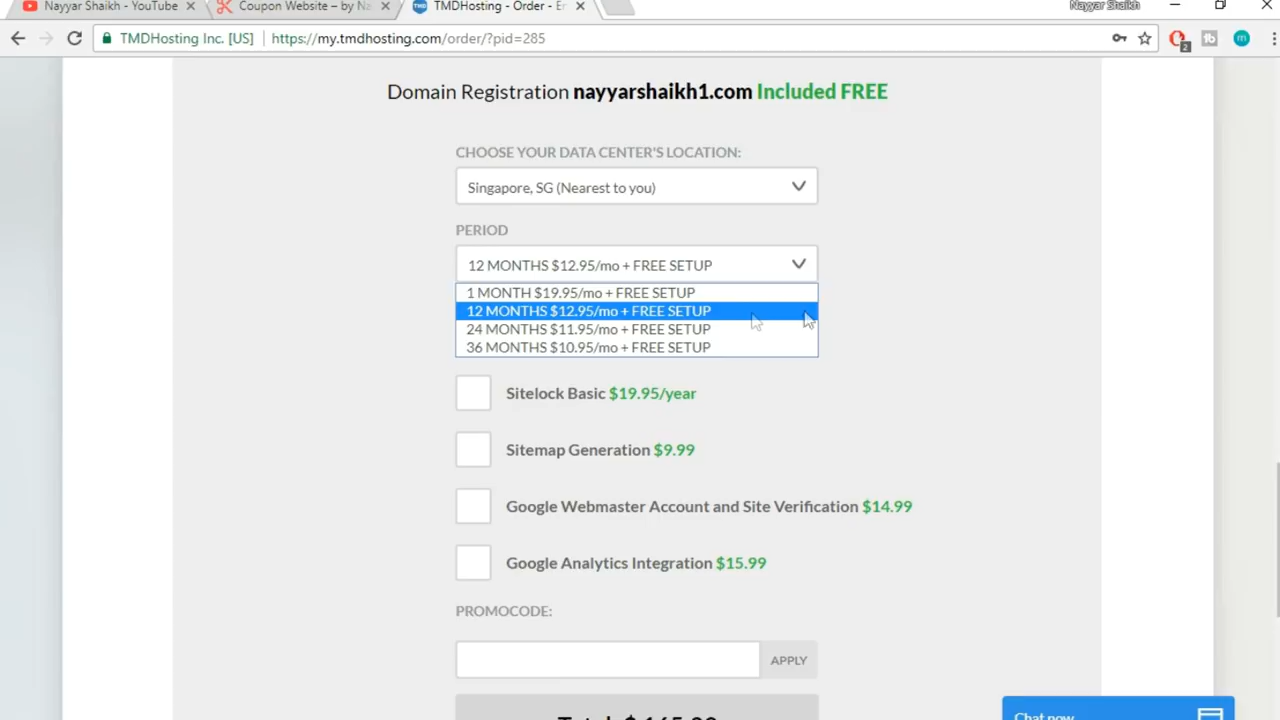 Nayyar Shaikh - YouTube
Coupon Website – by Na
TMDHosting - Order - En
Nayyar Shaikh
TMDHosting Inc. [US]
https://my.tmdhosting.com/order/?pid=285
2
Domain Registration nayyarshaikh1.com Included FREE
CHOOSE YOUR DATA CENTER'S LOCATION:
Singapore, SG (Nearest to you)
PERIOD
12 MONTHS $12.95/mo + FREE SETUP
1 MONTH $19.95/mo + FREE SETUP
12 MONTHS $12.95/mo + FREE SETUP
24 MONTHS $11.95/mo + FREE SETUP
36 MONTHS $10.95/mo + FREE SETUP
Sitelock Basic $19.95/year
Sitemap Generation $9.99
Google Webmaster Account and Site Verification $14.99
Google Analytics Integration $15.99
PROMOCODE:
APPLY
Chat now